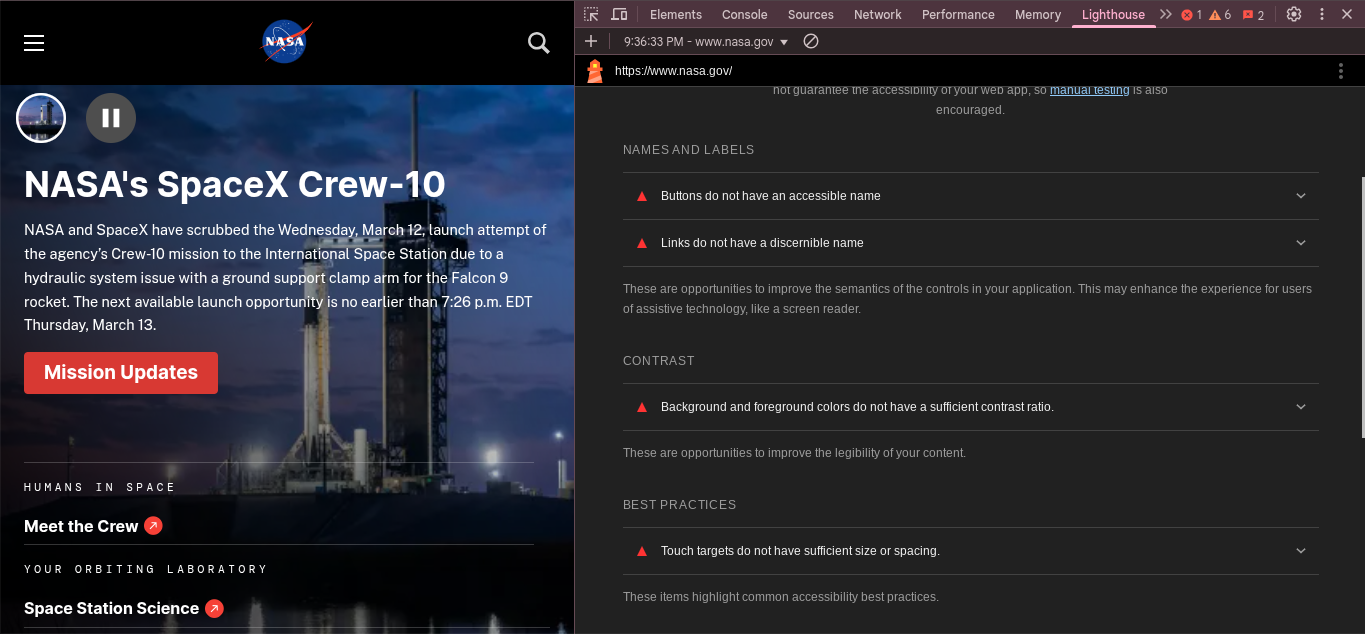 NASA
NASA's SpaceX Crew-10
NASA and SpaceX have scrubbed the Wednesday, March 12, launch attempt of
the agency's Crew-10 mission to the International Space Station due to a
hydraulic system issue with a ground support clamp arm for the Falcon 9
rocket. The next available launch opportunity is no earlier than 7:26 p.m. EDT
Thursday, March 13.
Mission Updates
HUMANS IN SPACE
Meet the Crew
YOUR ORBITING LABORATORY
Space Station Science
Elements Console Sources Network Performance Memory Lighthouse 1 6 2
9:36:33 PM - www.nasa.gov
https://www.nasa.gov/
not guarantee the accessibility of your web app, so manual testing is also
encouraged.
NAMES AND LABELS
Buttons do not have an accessible name
Links do not have a discernible name
These are opportunities to improve the semantics of the controls in your application. This may enhance the experience for users
of assistive technology, like a screen reader.
CONTRAST
Background and foreground colors do not have a sufficient contrast ratio.
These are opportunities to improve the legibility of your content.
BEST PRACTICES
Touch targets do not have sufficient size or spacing.
These items highlight common accessibility best practices.